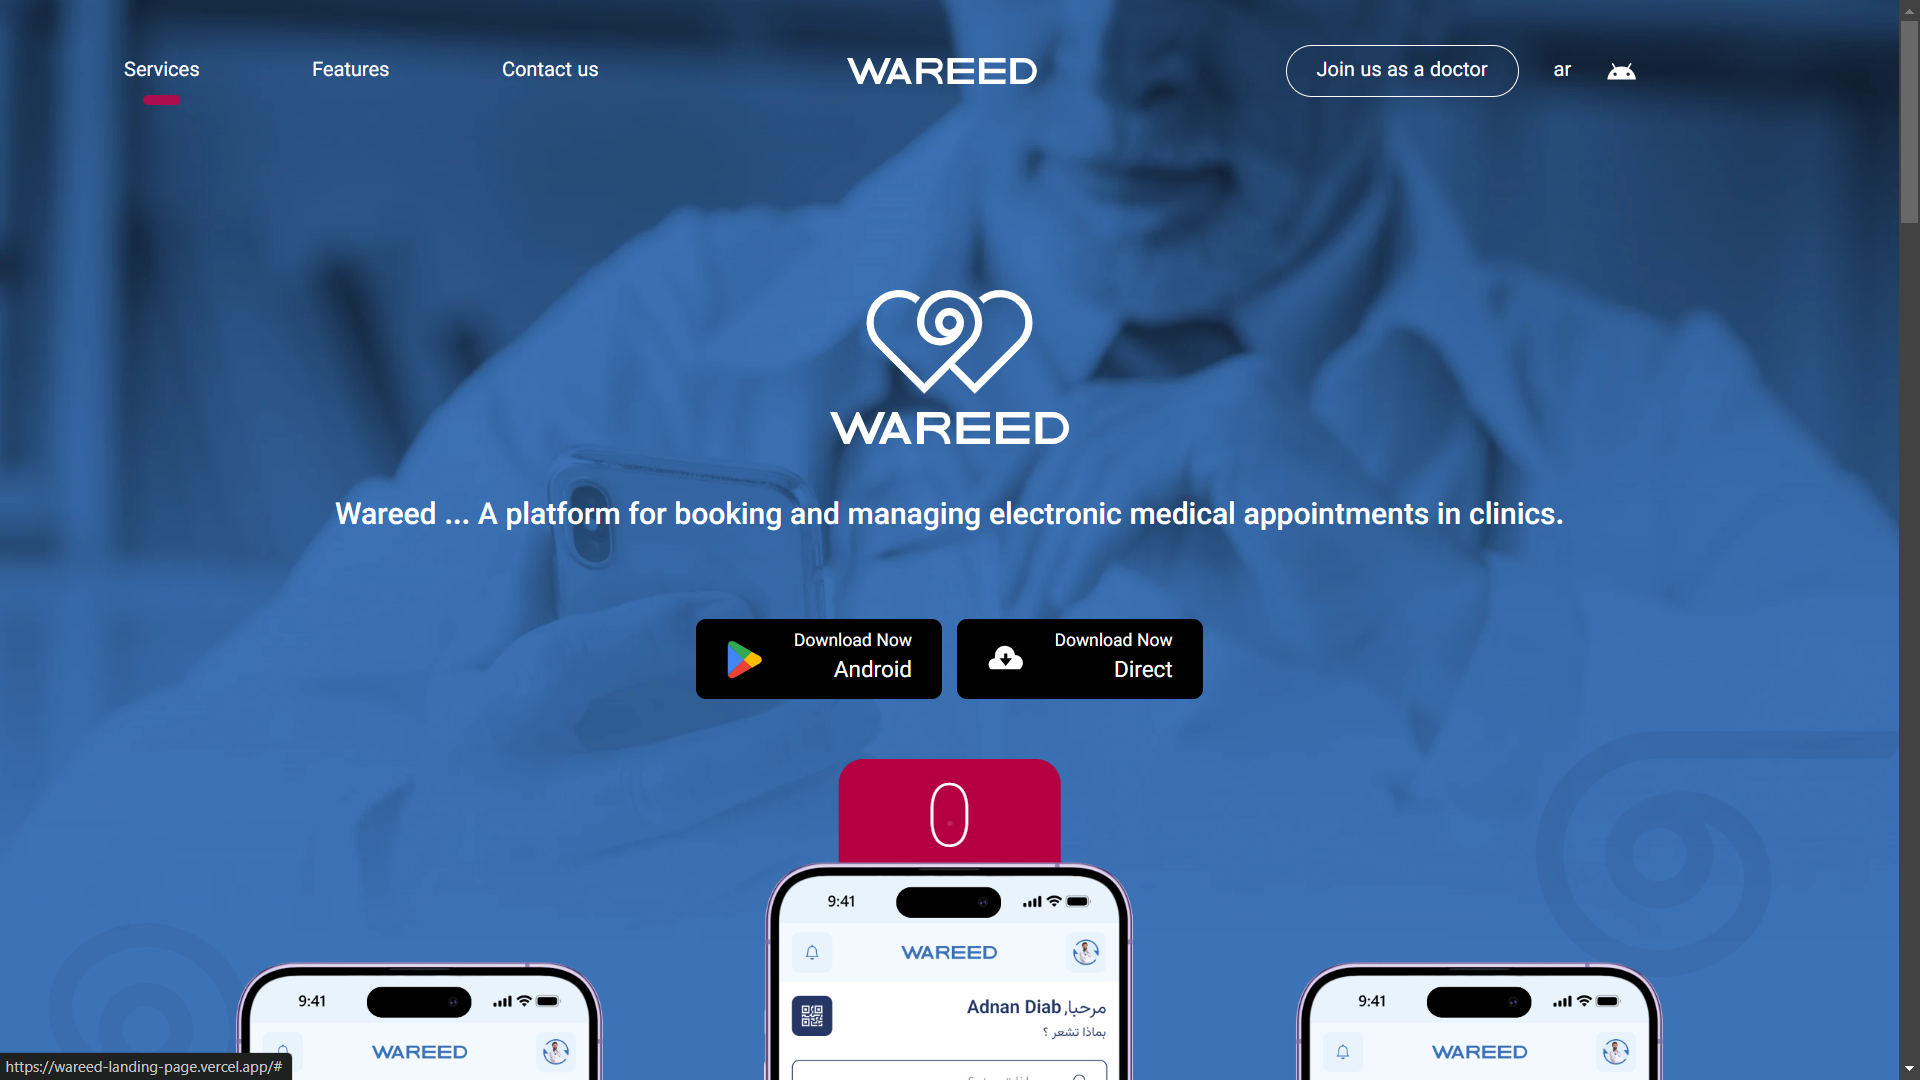 Services
Features
Contact us
WAREED
Join us as a doctor
ar
WAREED
Wareed ... A platform for booking and managing electronic medical appointments in clinics.
Download Now
Android
Download Now
Direct
9:41
WAREED
مرحبا, Adnan Diab
بماذا تشعر ؟
9:41
WAREED
9:41
WAREED
https://wareed-landing-page.vercel.app/#